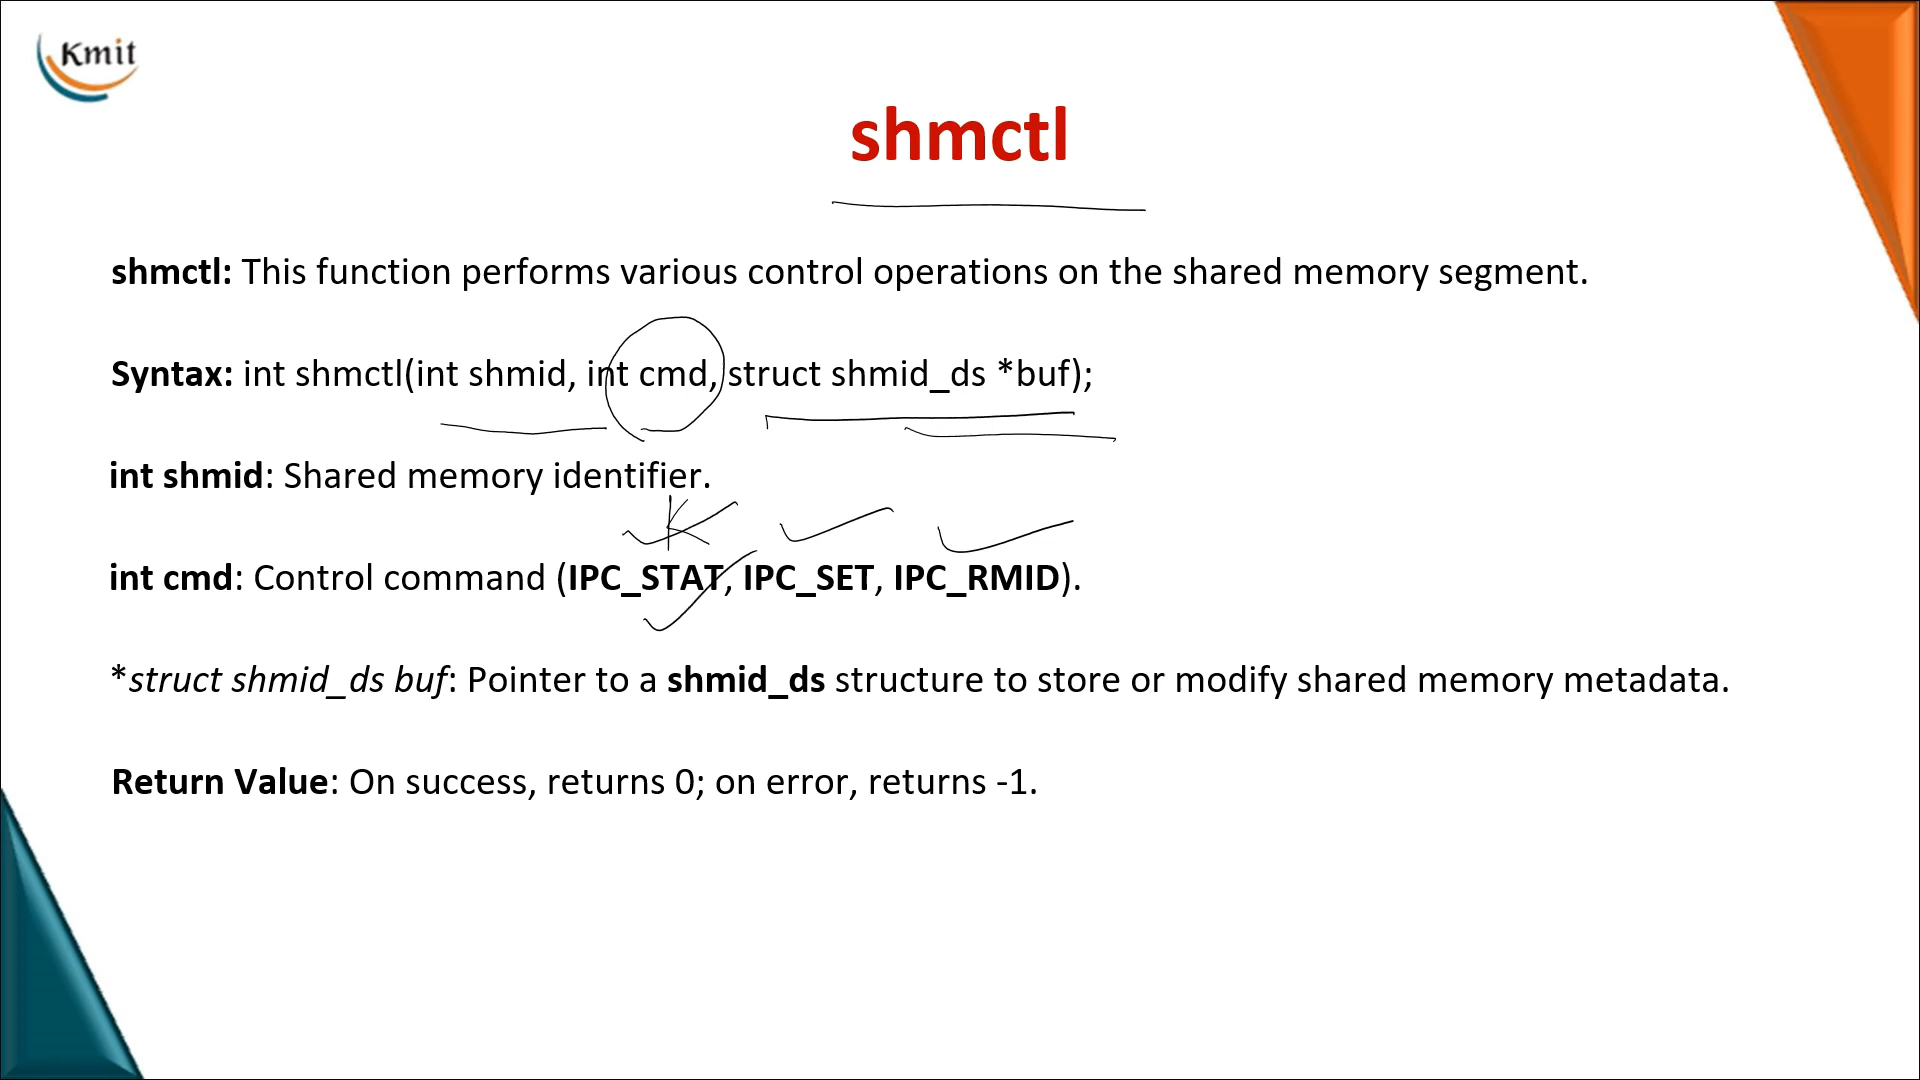 Kmit
shmctl
shmctl: This function performs various control operations on the shared memory segment.
Syntax: int shmctl(int shmid, int cmd, struct shmid_ds *buf);
int shmid: Shared memory identifier.
K
int cmd: Control command (IPC_STAT, IPC_SET, IPC_RMID).
*struct shmid_ds buf: Pointer to a shmid_ds structure to store or modify shared memory metadata.
Return Value: On success, returns 0; on error, returns -1.